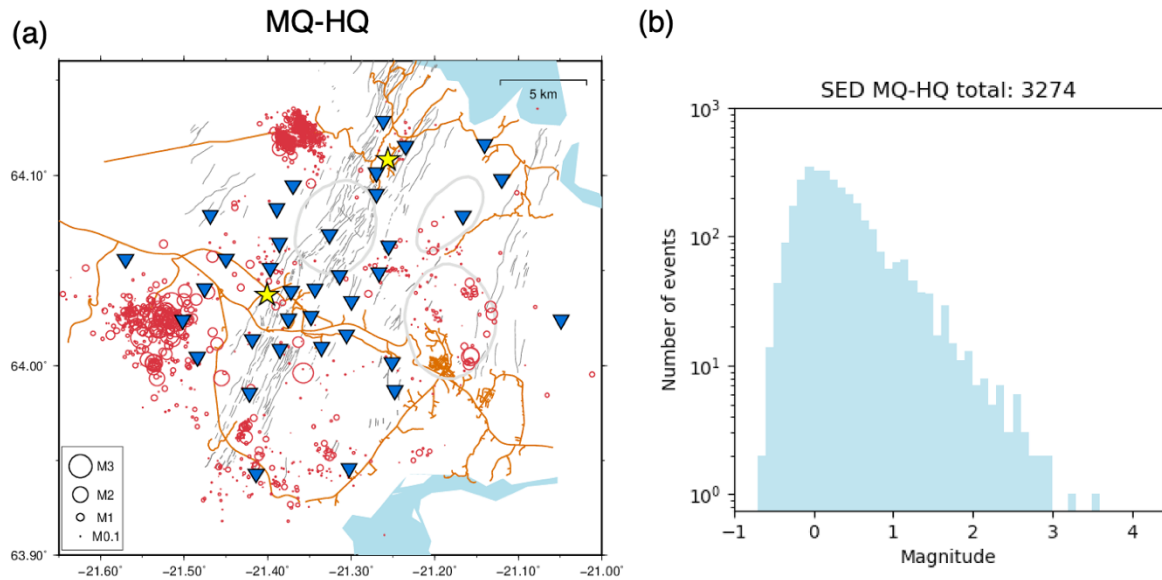 (a)
MQ-HQ
−21.60˚ −21.50˚ −21.40˚ −21.30˚ −21.20˚ −21.10˚ −21.00˚
64.10˚
64.00˚
63.90˚
5 km
M3
M2
M1
M0.1
(b)
SED MQ-HQ total: 3274
Number of events
10³
10²
10¹
10⁰
−1 0 1 2 3 4
Magnitude